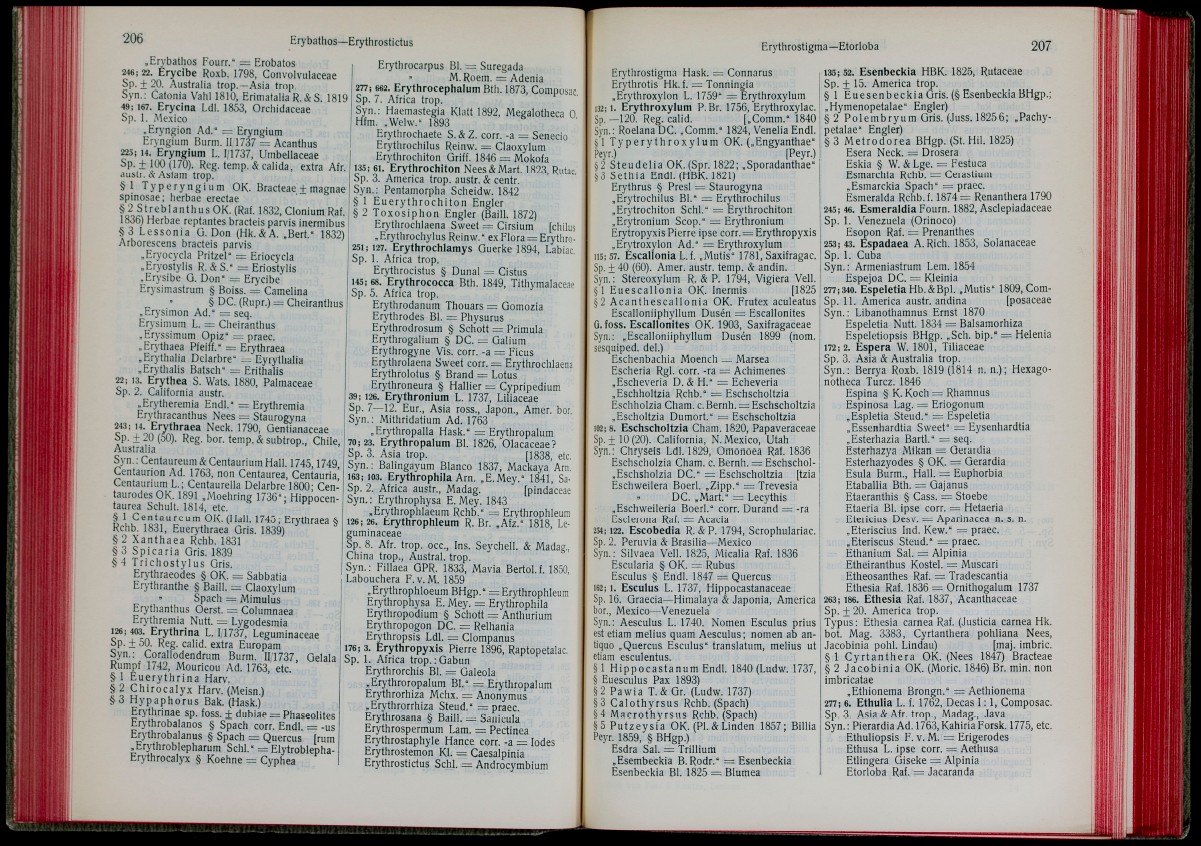 206
Erybathos—Erythrostictus
„Erybathos Fourr.“ = Erobatos
246; 22. Erycibe Roxb. 1798, Convolvulaceae
Sp. ± 20. Australia trop.—Asia trop.
Syn.: Catonia Vahl 1810, Erimatalia R. & S. 1819
49; 167. Erycina Ldl. 1853, Orchidaceae
Sp. 1. Mexico
„Eryngion Ad.“ = Eryngium
Eryngium Burm. II 1737 = Acanthus
225; 14. Eryngium L. I/1737, Umbellaceae
Sp. ± 100 (170). Reg. temp. & calida, extra Afr.
austr. & Astam trop.
§ 1 Typeryngium OK. Bracteae ± magnae
spinosae; herbae erectae
§ 2 Streblanthus OK. (Raf. 1832, Clonium Raf.
1836) Herbae reptantes bracteis parvis inermibus
§ 3 Lessonia G. Don (Hk. & A. „Bert.“ 1832)
Arborescens bracteis parvis
„Eryocycla Pritzel“ = Eriocycla
„Eryostylis R. & S.“ = Eriostylis
„Erysibe G. Don“ = Erycibe
Erysimastrum § Boiss. = Camelina
„ § DC. (Rupr.) = Cheiranthus
„Erysimon Ad.“ = seq.
Erysimum L. = Cheiranthus
„Eryssimum Opiz“ = praec.
„Erythaea Pfeiff.“ = Erythraea
„Erythalia Delarbre“ = Eyrythalia
„Erythalis Batsch“ = Erithalis
22; 13. Erythea S. Wats. 1880, Palmaceae
Sp. 2. California austr.
„Erytheremia Endl.“ = Erythremia
Erythracanthus Nees = Staurogyna
243; 14. Erythraea Neck. 1790, Gentianaceae
Sp. ± 20 (50). Reg. bor. temp. & subtrop., Chile,
Australia
Syn.: Centaureum & Centaurium Hall. 1745, 1749,
Centaurion Ad. 1763, non Centaurea, Centauria,
Centaurium L.; Centaurella Delarbre 1800; Cen-
taurodes OK. 1891 „Moehring 1736“; Hippocen-
taurea Schult. 1814, etc.
§ 1 Centaurcum OK. (Hall. 1745; Erythraea §
Rchb. 1831, Euerythraea Gris. 1839)
§ 2 Xanthaea Rchb. 1831
§ 3 Spicaria Gris. 1839
§ 4 Trichostylus Gris.
Erythraeodes § OK. = Sabbatia
Erythranthe § Baill. = Claoxylum
„ Spach = Mimulus
Erythanthus Oerst. = Columnaea
Erythremia Nutt. = Lygodesmia
126; 403. Erythrina L. I/1737, Leguminaceae
Sp. ± 50. Reg. calid. extra Europam
Syn.: Corallodendrum Burm. II/1737, Gelala
Rumpf 1742, Mouricou Ad. 1763, etc.
§ 1 Euerythrina Harv.
§ 2 Chirocalyx Harv. (Meisn.)
§ 3 Hypaphorus Bak. (Hask.)
Erythrinae sp. foss. ± dubiae = Phaseolites
Erythrobalanos § Spach corr. Endl. = -us
Erythrobalanus § Spach = Quercus [rum
„Erythroblepharum Schl.“ = Elytroblepha-
Erythrocalyx § Koehne = Cyphea
Erythrocarpus Bl. = Suregada
„ M. Roem. = Adenia
277; 662. Erythrocephalum Bth. 1873, Composac.
Sp. 7. Africa trop.
Syn.: Haemastegia Klatt 1892, Megalotheca O.
Hfm. „Welw.“ 1893
Erythrochaete S. & Z. corr. -a = Senecio
Erythrochilus Reinw. = Claoxylum
Erythrochiton Griff. 1846 = Mokofa
135; 61. Erythrochiton Nees & Mart. 1823, Rutac.
Sp. 3. America trop. austr. & centr.
Syn.: Pentamorpha Scheidw. 1842
§ 1 Euerythrochiton Engler
§ 2 Toxosiphon Engler (Baill. 1872)
Erythrochlaena Sweet = Cirsium [chilus
„Erythrochylus Reinw.“ ex Flora = Erythro-
251; 127. Erythrochlamys Guerke 1894, Labiac.
Sp. 1. Africa trop.
Erythrocistus § Dunal = Cistus
145; 68. Erythrococca Bth. 1849, Tithymalaceae
Sp. 5. Africa trop.
Erythrodanum Thouars = Gomozia
Erythrodes Bl. = Physurus
Erythrodrosum § Schott = Primula
Erythrogalium § DC. = Galium
Erythrogyne Vis. corr. -a = Ficus
Erythrolaena Sweet corr. = Erythrochlaena
Erythrolotus § Brand = Lotus
Erythroneura § Hallier = Cypripedium
39; 126. Erythronium L. 1737, Liliaceae
Sp. 7—12. Eur., Asia ross., Japon., Amer. bor.
Syn.: Mithridatium Ad. 1763
„Erythropalla Hask.“ = Erythropalum
70; 23. Erythropalum Bl. 1826, Olacaceae?
Sp. 3. Asia trop. [1838, etc.
Syn.: Balingayum Blanco 1837, Mackaya Arn.
163; 103. Erythrophila Arn. „E. Mey.“ 1841, Sa-
Sp. 2. Africa austr., Madag. [pindaceae
Syn.: Erythrophysa E. Mey. 1843
„Erythrophlaeum Rchb.“ = Erythrophleum
126; 26. Erythrophleum R. Br. „Afz.“ 1818, Le-
guminaceae
Sp. 8. Afr. trop. occ., Ins. Seychell. & Madag.,
China trop., Austral. trop.
Syn.: Fillaea GPR. 1833, Mavia Bertol. f. 1850,
Labouchera F. v. M. 1859
„Erythrophloeum BHgp.“ = Erythrophleum
Erythrophysa E. Mey. = Erythrophila
Erythropodium § Schott = Anthurium
Erythropogon DC. = Relhania
Erythropsis Ldl. = Clompanus
176; 3. Erythropyxis Pierre 1896, Raptopetalac.
Sp. 1. Africa trop.: Gabun
Erythrorchis Bl. = Galeola
„Erythroropalum Bl.“ = Erythropalum
Erythrorhiza Mchx. = Anonymus
„Erythrorrhiza Steud.“ = praec.
Erythrosana § Baill. = Sanicula
Erythrospermum Lam. = Pectinea
Erythrostaphyle Hance corr. -a = Iodes
Erythrostemon Kl. = Caesalpinia
Erythrostictus Schl. = Androcymbium
Erythrostigma—Etorloba
207
Erythrostigma Hask. = Connarus
Erythrotis Hk. f. = Tonningia
„Erythroxylon L. 1759“ = Erythroxylum
132; 1. Erythroxylum P. Br. 1756, Erythroxylac.
Sp. —120. Reg. calid. [„Comm.“ 1840
Syn.: Roelana DC. „Comm.“ 1824, Venelia Endl.
§ 1 Typerythroxylum OK. („Engyanthae“
Peyr.) [Peyr.)
§ 2 Steudelia OK. (Spr. 1822; „Sporadanthae“
§ 3 Sethia Endl. (HBK. 1821)
Erythrus § Presl = Staurogyna
„Erytrochilus Bl.“ = Erythrochilus
„Erytrochiton Schl.“ = Erythrochiton
„Erytronium Scop.“ = Erythronium
Erytropyxis Pierre ipse corr. = Erythropyxis
„Erytroxylon Ad.“ = Erythroxylum
115; 57. Escallonia L. f. „Mutis“ 1781, Saxifragac.
Sp. ± 40 (60). Amer. austr. temp. & andin.
Syn.: Stereoxylum R. & P. 1794, Vigiera Vell.
§ 1 Euescallonia OK. Inermis [1825
§ 2 Acanthescallonia OK. Frutex aculeatus
Escalloniiphyllum Dusén = Escallonites
G. foss. Escallonites OK. 1903, Saxifragaceae
Syn.: „Escalloniiphyllum Dusén 1899 (nom.
sesquiped. del.)
Eschenbachia Moench = Marsea
Escheria Rgl. corr. -ra = Achimenes
„Escheveria D. & H.“ = Echeveria
„Eschholtzia Rchb.“ = Eschscholtzia
Eschholzia Cham. c. Bernh. = Eschscholtzia
„Escholtzia Dumort.“ = Eschscholtzia
102; 8. Eschscholtzia Cham. 1820, Papaveraceae
Sp. ± 10 (20). California, N. Mexico, Utah
Syn.: Chryseis Ldl. 1829, Omonoea Raf. 1836
Eschscholzia Cham. c. Bernh. = Eschschol-
„Eschsholzia DC.“ = Eschscholtzia [tzia
Eschweilera Boerl. „Zipp.“ = Trevesia
„ DC. „Mart.“ = Lecythis
„Eschweileria Boerl.“ corr. Durand = -ra
Esclerona Raf. = Acacia
254; 122. Escobedia R. & P. 1794, Scrophulariac.
Sp. 2. Peruvia & Brasilia—Mexico
Syn.: Silvaea Vell. 1825, Micalia Raf. 1836
Escularia § OK. = Rubus
Esculus § Endl. 1847 = Quercus
162; 1. Esculus L. 1737, Hippocastanaceae
Sp. 16. Graecia—Himalaya & Japonia, America
bor., Mexico—Venezuela
Syn.: Aesculus L. 1740. Nomen Esculus prius
est etiam melius quam Aesculus; nomen ab an-
tiquo „Quercus Esculus“ translatum, melius ut
etiam esculentus.
§ 1 Hippocastanum Endl. 1840 (Ludw. 1737,
§ Euesculus Pax 1893)
§ 2 Pawia T. & Gr. (Ludw. 1737)
§ 3 Calothyrsus Rchb. (Spach)
§ 4 Macrothyrsus Rchb. (Spach)
§ 5 Putzeysia OK. (Pl. & Linden 1857; Billia
Peyr. 1859, § BHgp.)
Esdra Sal. = Trillium
„Esembeckia B. Rodr.“ = Esenbeckia
Esenbeckia Bl. 1825 = Blumea
135; 52. Esenbeckia HBK. 1825, Rutaceae
Sp. ± 15. America trop.
§ 1 Euesenbeckia Gris. (§ Esenbeckia BHgp.;
„Hymenopetalae“ Engler)
§ 2 Polembryum Gris. (Juss. 1825 6; „Pachy-
petalae“ Engler)
§ 3 Metrodorea BHgp. (St. Hil. 1825)
Esera Neck. = Drosera
Eskia § W. & Lge. = Festuca
Esmarchia Rchb. = Cerastium
„Esmarckia Spach“ = praec.
Esmeralda Rchb. f. 1874 = Renanthera 1790
245; 46. Esmeraldia Fourn. 1882, Asclepiadaceae
Sp. 1. Venezuela (Orinoco)
Esopon Raf. = Prenanthes
253; 43. Espadaea A. Rich. 1853, Solanaceae
Sp. 1. Cuba
Syn.: Armeniastrum Lem. 1854
Espejoa DC. = Kleinia
277; 340. Espeletia Hb. & Bpl. „Mutis“ 1809, Com-
Sp. 11. America austr. andina [posaceae
Syn.: Libanothamnus Ernst 1870
Espeletia Nutt. 1834 = Balsamorhiza
Espeletiopsis BHgp. „Sch. bip.“ = Helenia
172; 2. Espera W. 1801, Tiliaceae
Sp. 3. Asia & Australia trop.
Syn.: Berrya Roxb. 1819 (1814 n. n.); Hexago-
notheca Turcz. 1846
Espina § K. Koch = Rhamnus
Espinosa Lag. = Eriogonum
„Espletia Steud.“ = Espeletia
„Essenhardtia Sweet“ = Eysenhardtia
„Esterhazia Bartl.“ = seq.
Esterhazya Mikan = Gerardia
Esterhazyodes § OK. = Gerardia
Esula Burm., Hall. = Euphorbia
Etaballia Bth. = Gajanus
Etaeranthis § Cass. = Stoebe
Etaeria Bl. ipse corr. = Hetaeria
Etericius Desv. = Aparinacea n. s. n.
„Eteriscius Ind. Kew.“ = praec.
„Eteriscus Steud.“ = praec.
Ethanium Sal. = Alpinia
Etheiranthus Kostel. = Muscari
Etheosanthes Raf. = Tradescantia
Ethesia Raf. 1836 = Ornithogalum 1737
263; 186. Ethesia Raf. 1837, Acanthaceae
Sp. ± 20. America trop.
Typus: Ethesia carnea Raf. (Justicia carnea Hk.
bot. Mag. 3383, Cyrtanthera pohliana Nees,
Jacobinia pohl. Lindau) [maj. imbric.
§ 1 Cyrtanthera OK. (Nees 1847) Bracteae
§ 2 Jacobinia OK. (Moric. 1846) Br. min. non
imbricatae
„Ethionema Brongn.“ = Aethionema
277; 6. Ethulia L. f. 1762, Decas I: 1, Composac.
Sp. 3. Asia & Afr. trop., Madag., Java
Syn.: Pierardia Ad. 1763, Kahiria Forsk. 1775, etc.
Ethuliopsis F. v. M. = Erigerodes
Ethusa L. ipse corr. = Aethusa
Etlingera Giseke = Alpinia
Etorloba Raf. = Jacaranda